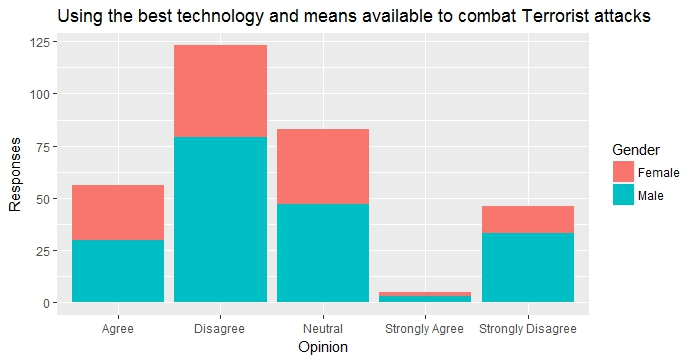 Using the best technology and means available to combat Terrorist attacks
125
100
75
50
25
0
Responses
Agree
Disagree
Neutral
Strongly Agree
Strongly Disagree
Opinion
Gender
Female
Male